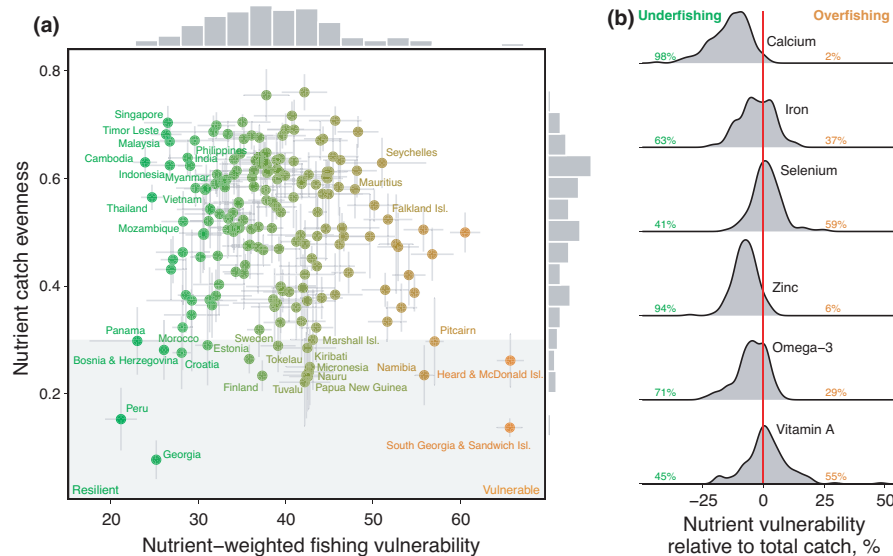 (a)
0.8
0.6
0.4
0.2
Nutrient catch evenness
Singapore
Timor Leste
Malaysia
Philippines
Cambodia
India
Indonesia
Myanmar
Vietnam
Thailand
Mozambique
Seychelles
Mauritius
Falkland Isl.
Panama
Morocco
Sweden
Marshall Isl.
Pitcairn
Estonia
Bosnia & Herzegovina
Croatia
Tokelau
Kiribati
Micronesia
Namibia
Heard & McDonald Isl.
Nauru
Finland
Tuvalu
Papua New Guinea
Peru
South Georgia & Sandwich Isl.
Georgia
Resilient
Vulnerable
20
30
40
50
60
Nutrient−weighted fishing vulnerability
(b)
Underfishing
Overfishing
Calcium
98%
2%
Iron
63%
37%
Selenium
41%
59%
Zinc
94%
6%
Omega−3
71%
29%
Vitamin A
45%
55%
−25
0
25
50
Nutrient vulnerability
relative to total catch, %